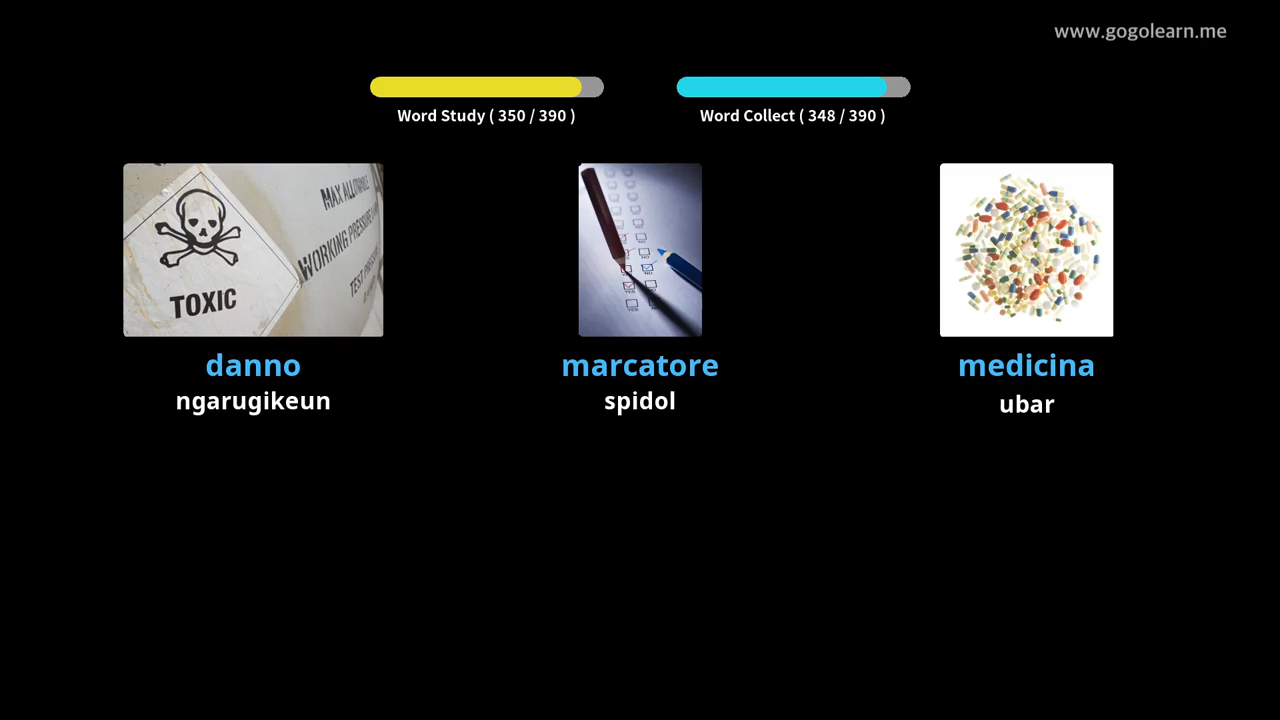 www.gogolearn.me
Word Study ( 350 / 390 )
Word Collect ( 348 / 390 )
TOXIC
MAX ALLOWABLE
WORKING PRESSURE
TEST
danno
marcatore
medicina
ngarugikeun
spidol
ubar